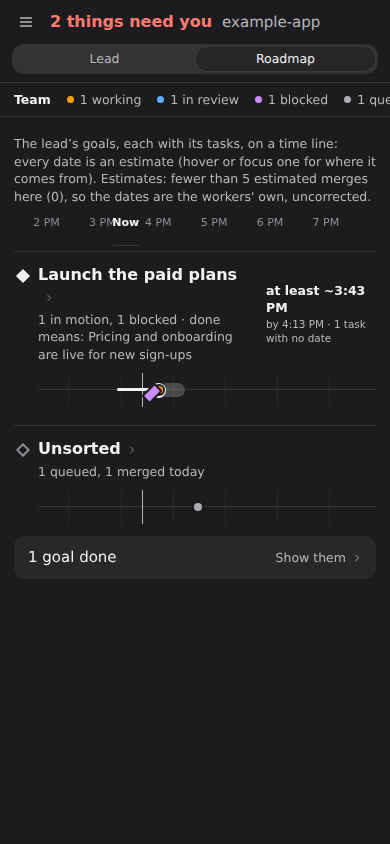 2 things need you example-app
Lead Roadmap
Team 1 working 1 in review 1 blocked 1 que
The lead’s goals, each with its tasks, on a time line:
every date is an estimate (hover or focus one for where it
comes from). Estimates: fewer than 5 estimated merges
here (0), so the dates are the workers' own, uncorrected.
2 PM 3 PM Now 4 PM 5 PM 6 PM 7 PM
Launch the paid plans
at least ~3:43
PM
by 4:13 PM · 1 task
with no date
1 in motion, 1 blocked · done
means: Pricing and onboarding
are live for new sign-ups
Unsorted
1 queued, 1 merged today
1 goal done Show them